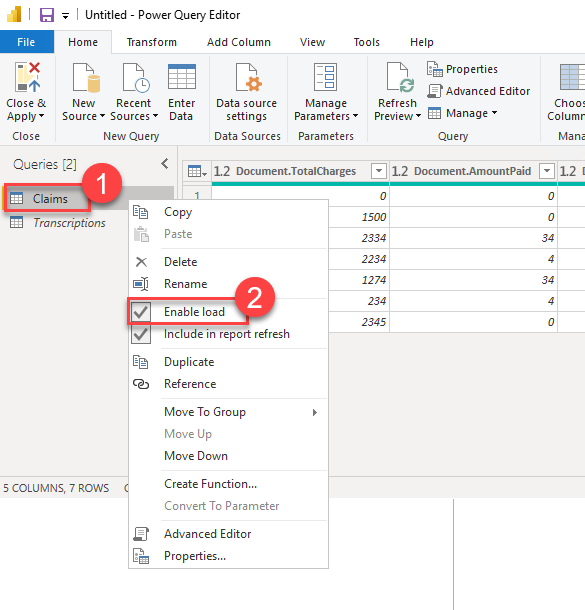 Untitled - Power Query Editor
File Home Transform Add Column View Tools Help
Close & Apply
New Source
Recent Sources
Enter Data
Data source settings
Manage Parameters
Refresh Preview
Properties
Advanced Editor
Manage
Choos
Column
Close New Query Data Sources Parameters Query Mana
Queries [2]
1.2 Document.TotalCharges 1.2 Document.AmountPaid 1.2 D
Claims 1
Transcriptions
1 0 0
1500 0
2334 34
2234 4
1274 34
234 4
2345 0
Copy
Paste
Delete
Rename
2
Enable load
Include in report refresh
Duplicate
Reference
Move To Group
Move Up
Move Down
Create Function...
Convert To Parameter
Advanced Editor
Properties...
5 COLUMNS, 7 ROWS